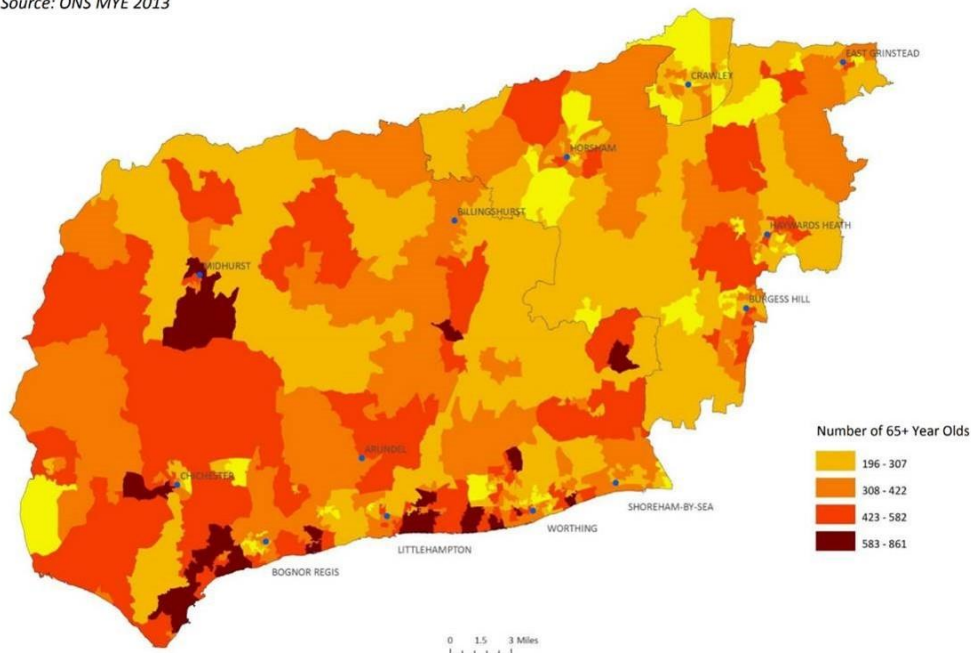 Source: ONS MYE 2013
EAST GRINSTEAD
CRAWLEY
HORSHAM
BILLINGSHURST
HAYWARDS HEATH
MIDHURST
BURGESS HILL
Number of 65+ Year Olds
196 - 307
308 - 422
423 - 582
583 - 861
ARUNDEL
CHICHESTER
SHOREHAM-BY-SEA
WORTHING
LITTLEHAMPTON
BOGNOR REGIS
0 1.5 3 Miles